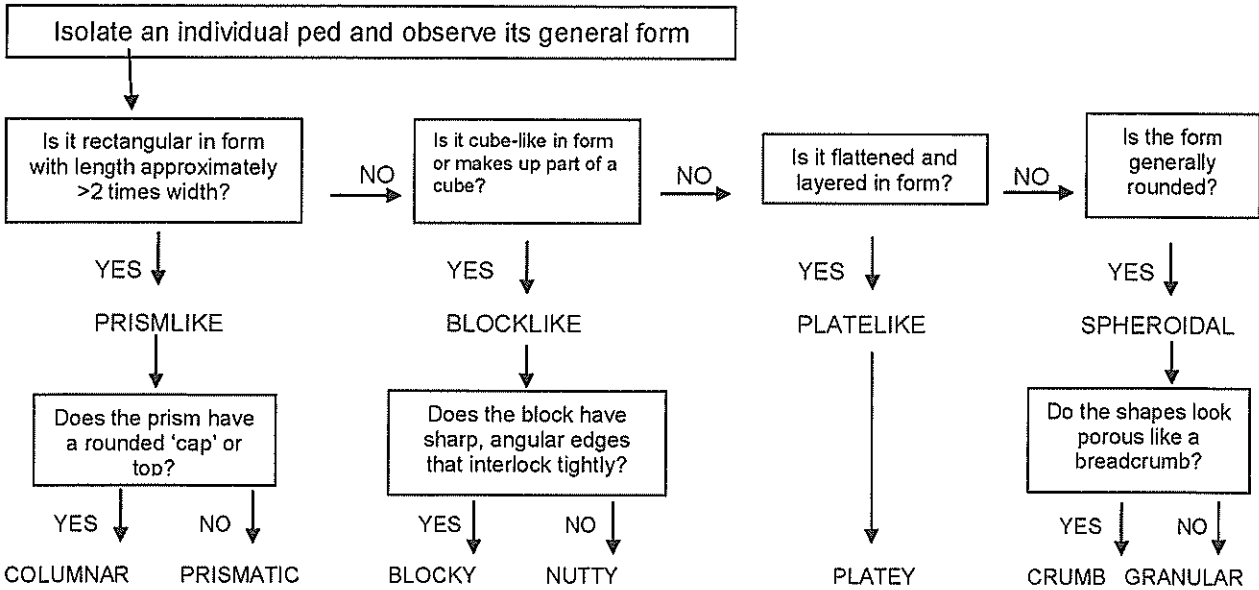 Isolate an individual ped and observe its general form
Is it rectangular in form
with length approximately
>2 times width?
NO
Is it cube-like in form
or makes up part of a
cube?
NO
Is it flattened and
layered in form?
NO
Is the form
generally
rounded?
YES
YES
YES
YES
PRISMLIKE
BLOCKLIKE
PLATELIKE
SPHEROIDAL
Does the prism have
a rounded ‘cap’ or
top?
Does the block have
sharp, angular edges
that interlock tightly?
Do the shapes look
porous like a
breadcrumb?
YES
NO
YES
NO
YES
NO
COLUMNAR
PRISMATIC
BLOCKY
NUTTY
PLATEY
CRUMB
GRANULAR